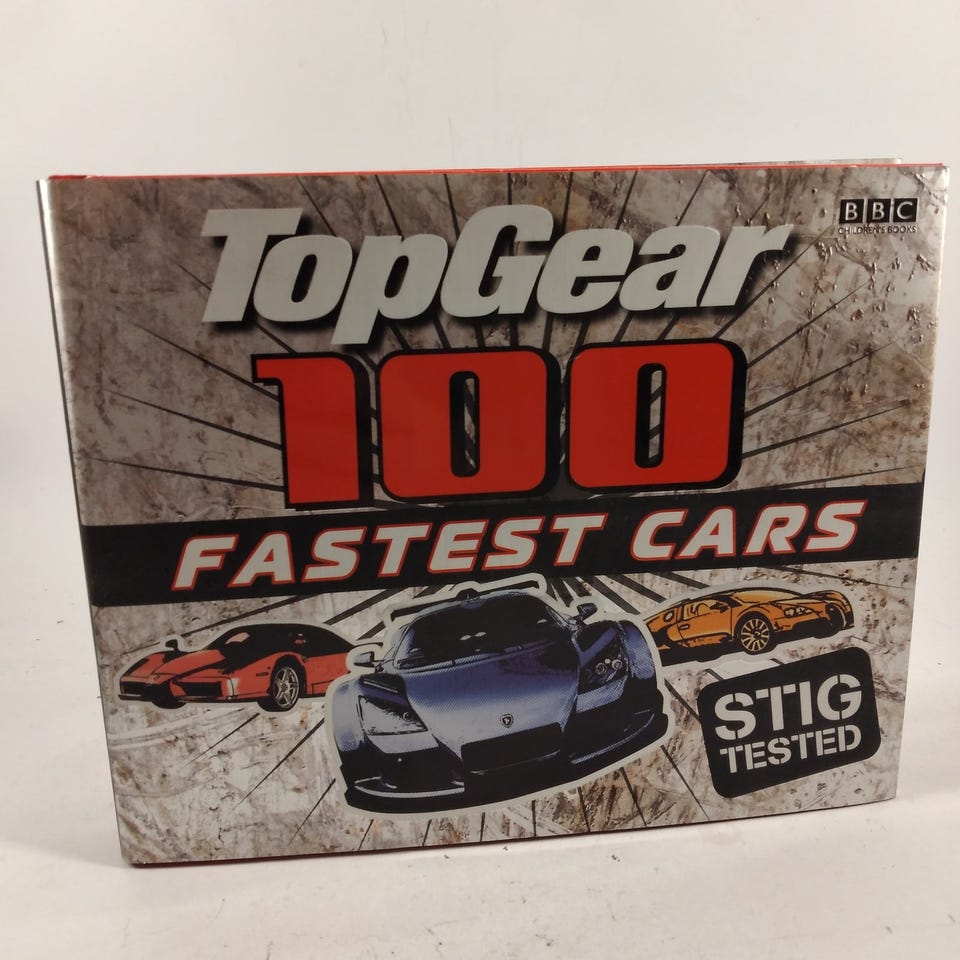 TopGear
BBC
CHILDREN'S BOOKS
100
FASTEST CARS
STIG
TESTED